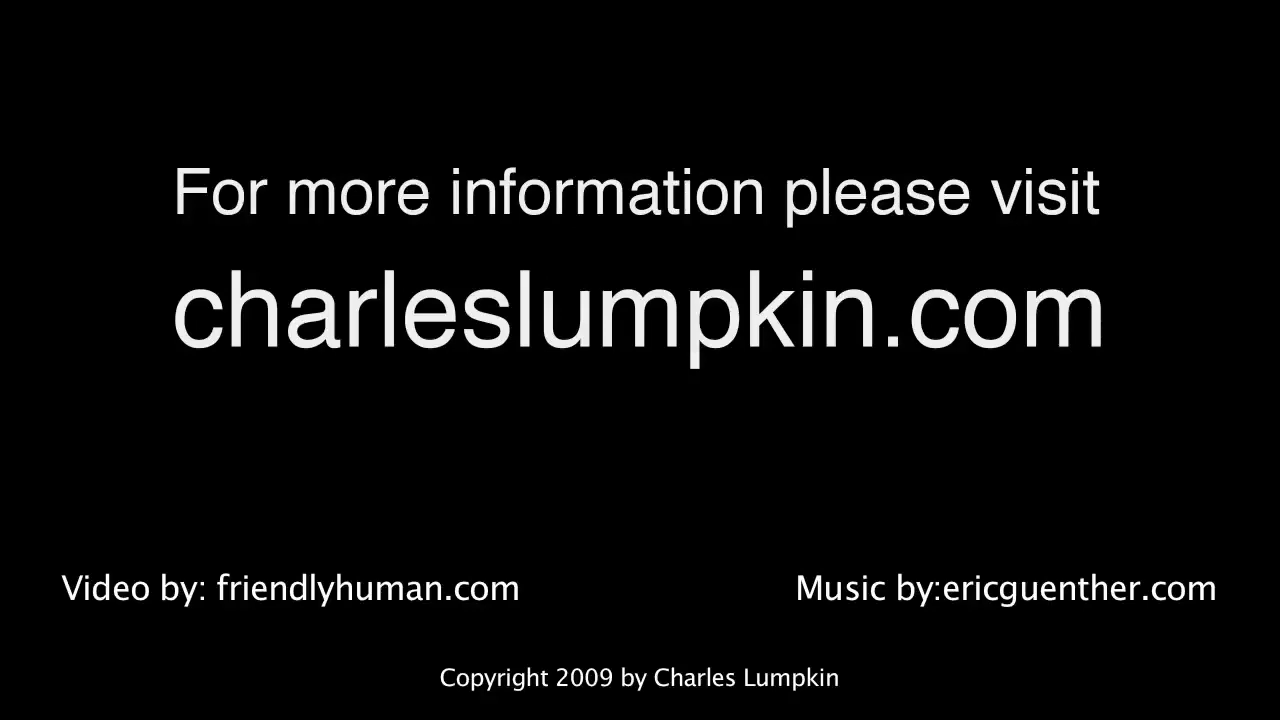 For more information please visit
charleslumpkin.com
Video by: friendlyhuman.com
Music by:ericguenther.com
Copyright 2009 by Charles Lumpkin